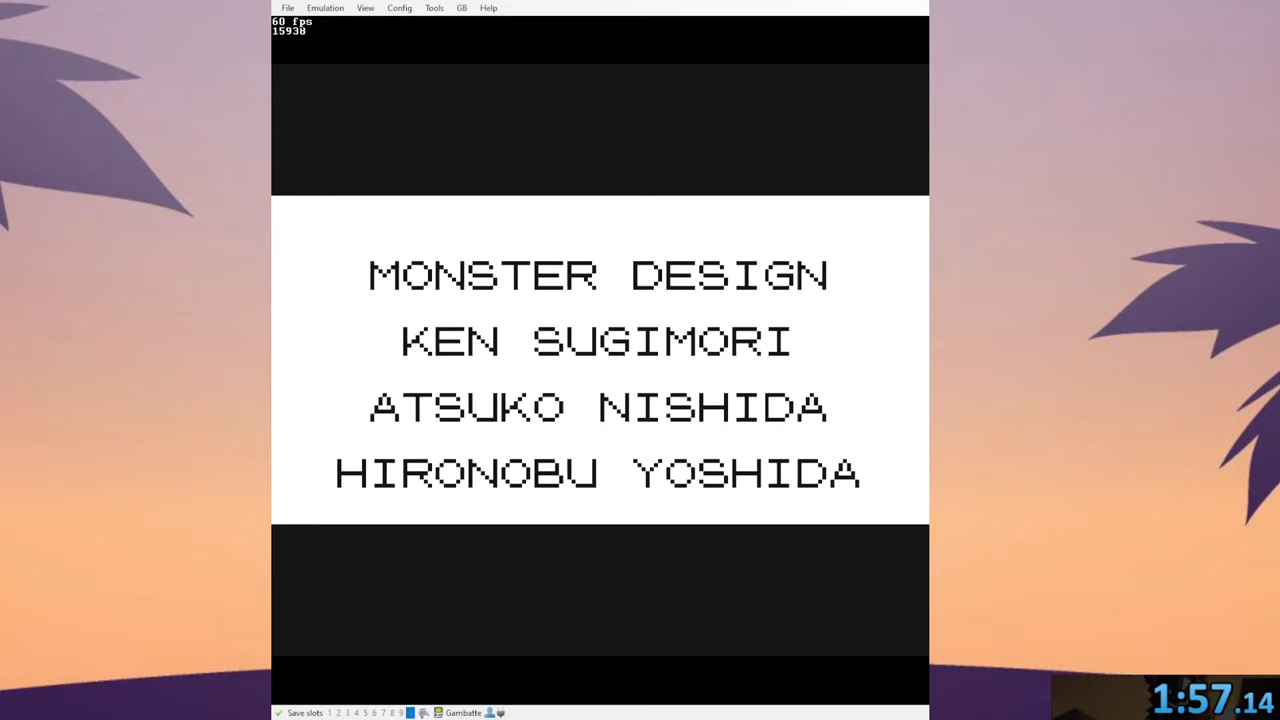 File Emulation View Config Tools GB Help
60 fps
15938
MONSTER DESIGN
KEN SUGIMORI
ATSUKO NISHIDA
HIRONOBU YOSHIDA
Save slots 1 2 3 4 5 6 7 8 9 Gambatte
1:57.14